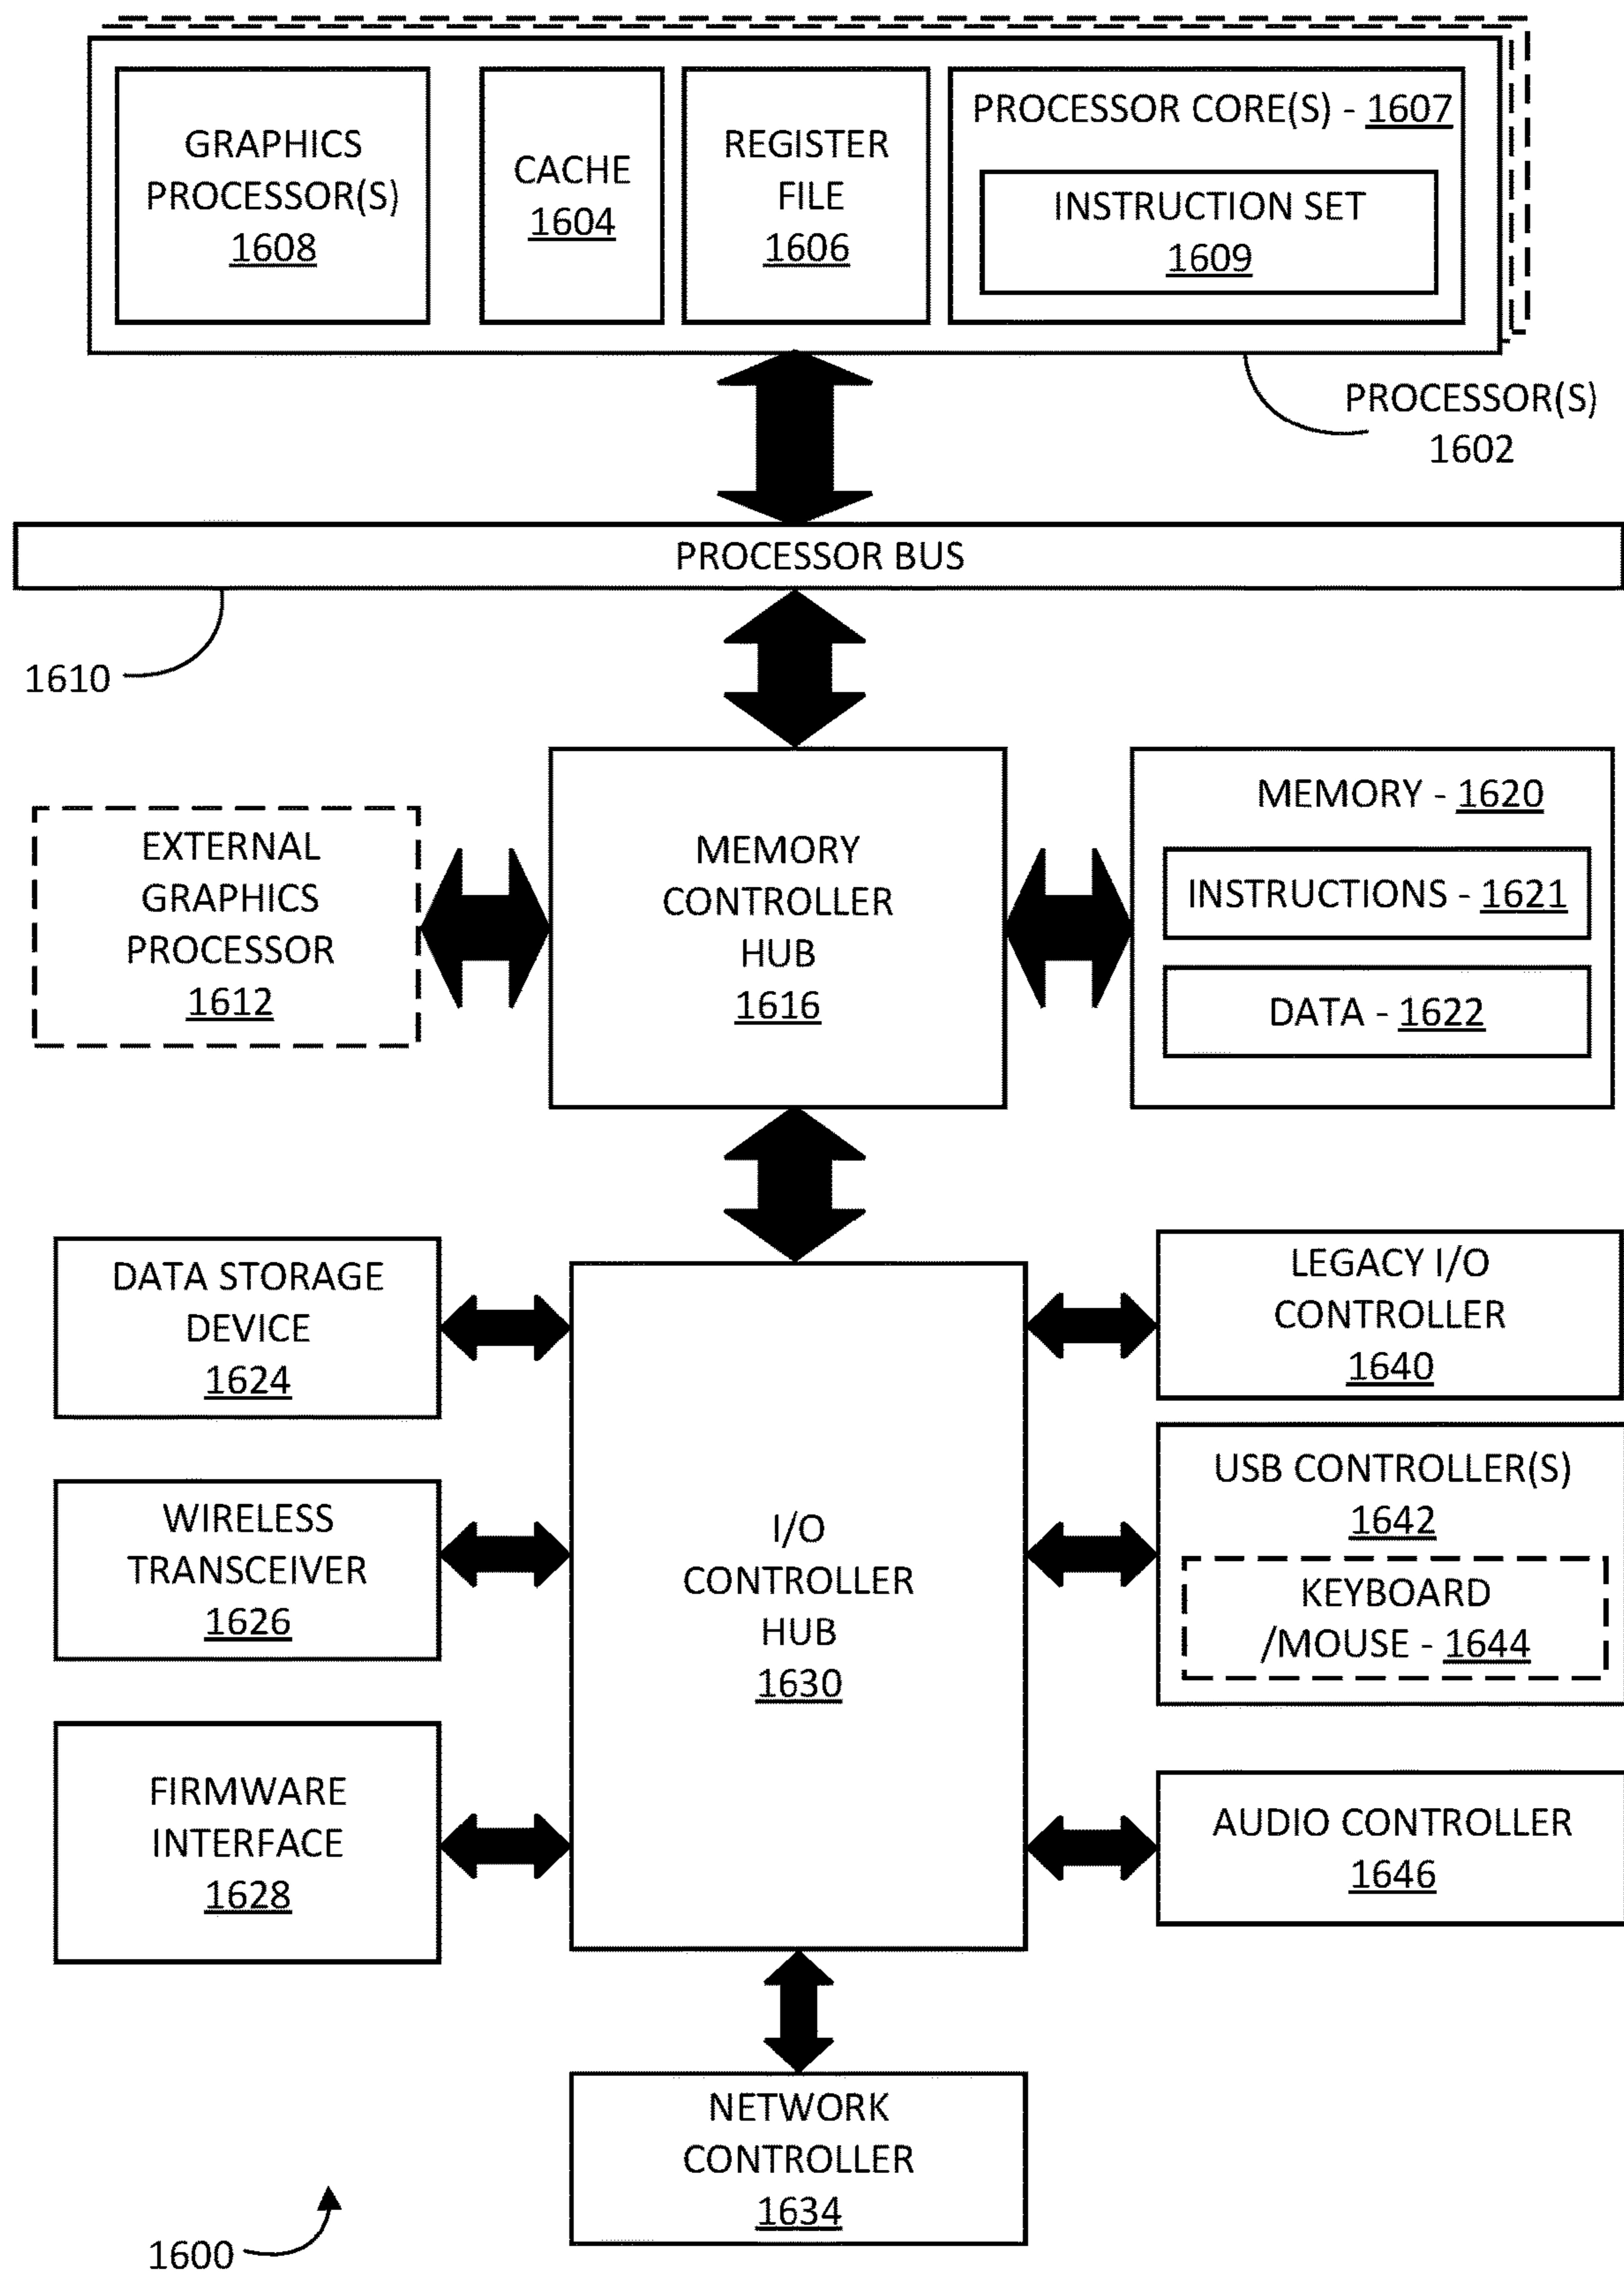 GRAPHICS
PROCESSOR(S)
1608
CACHE
1604
REGISTER
FILE
1606
PROCESSOR CORE(S) - 1607
INSTRUCTION SET
1609
PROCESSOR(S)
1602
PROCESSOR BUS
1610
EXTERNAL
GRAPHICS
PROCESSOR
1612
MEMORY
CONTROLLER
HUB
1616
MEMORY - 1620
INSTRUCTIONS - 1621
DATA - 1622
DATA STORAGE
DEVICE
1624
WIRELESS
TRANSCEIVER
1626
FIRMWARE
INTERFACE
1628
I/O
CONTROLLER
HUB
1630
LEGACY I/O
CONTROLLER
1640
USB CONTROLLER(S)
1642
KEYBOARD
/MOUSE - 1644
AUDIO CONTROLLER
1646
NETWORK
CONTROLLER
1634
1600